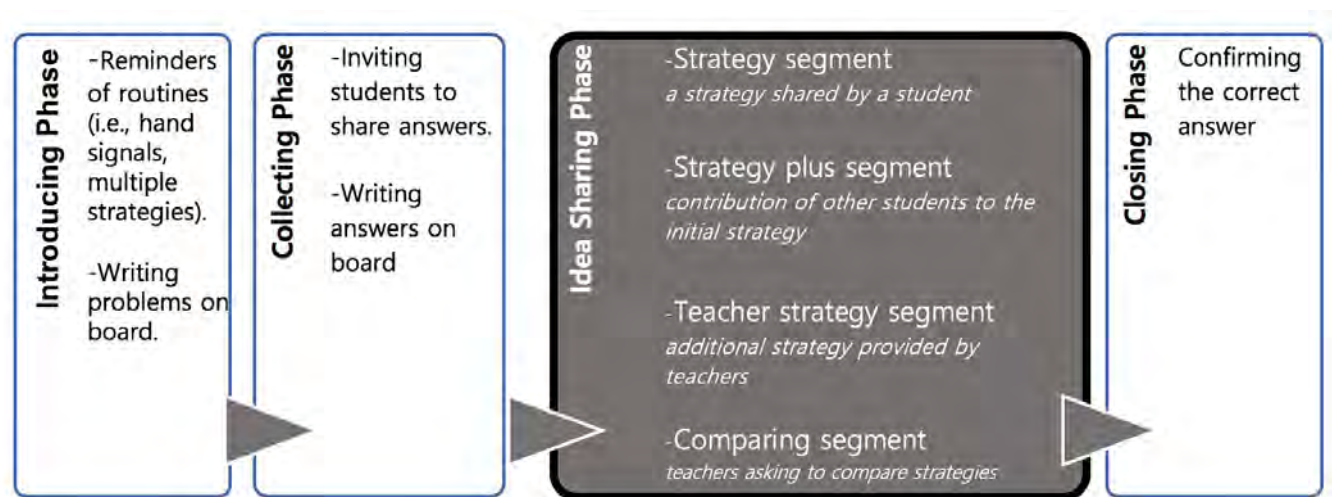 Introducing Phase
-Reminders
of routines
(i.e., hand
signals,
multiple
strategies).
-Writing
problems on
board.
Collecting Phase
-Inviting
students to
share answers.
-Writing
answers on
board
Idea Sharing Phase
-Strategy segment
a strategy shared by a student
-Strategy plus segment
contribution of other students to the
initial strategy
-Teacher strategy segment
additional strategy provided by
teachers
-Comparing segment
teachers asking to compare strategies
Closing Phase
Confirming
the correct
answer